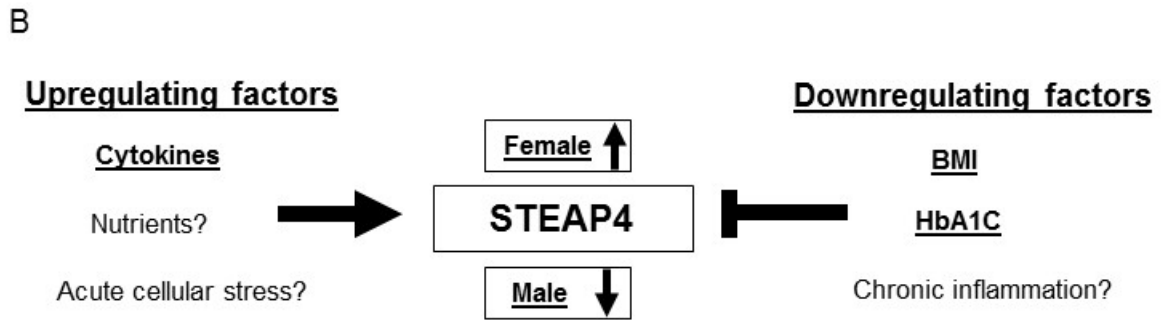 B
Upregulating factors
Cytokines
Nutrients?
Acute cellular stress?
Female
STEAP4
Male
Downregulating factors
BMI
HbA1C
Chronic inflammation?